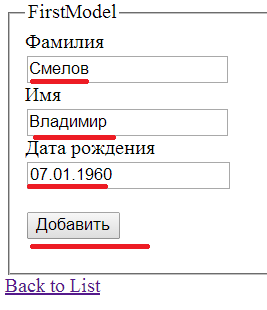 FirstModel
Фамилия
Смелов
Имя
Владимир
Дата рождения
07.01.1960
Добавить
Back to List